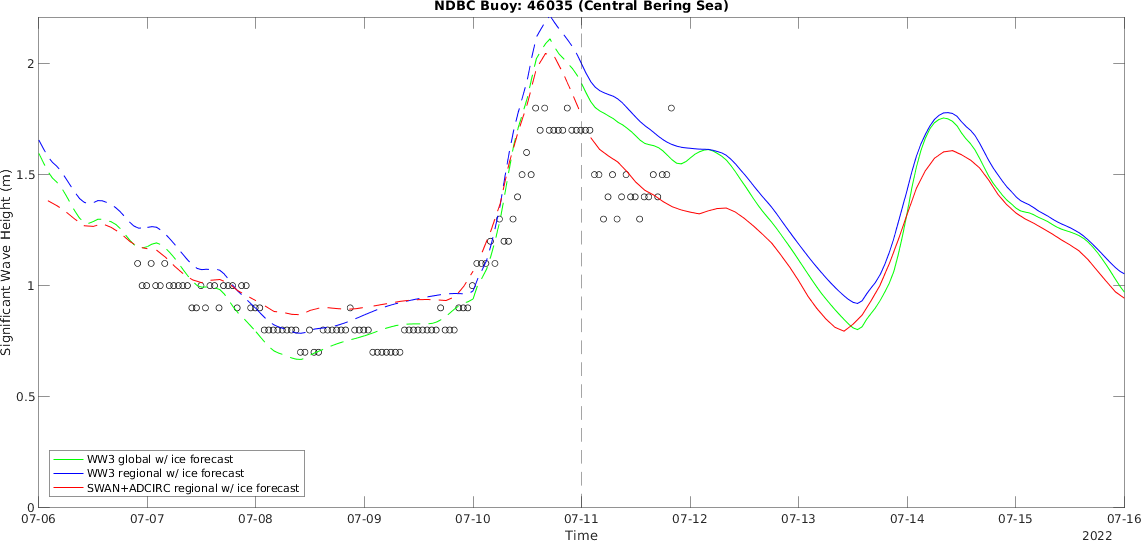 NDBC Buoy: 46035 (Central Bering Sea)
Significant Wave Height (m)
2
1.5
1
0.5
0
WW3 global w/ ice forecast
WW3 regional w/ ice forecast
SWAN+ADCIRC regional w/ ice forecast
07-06 07-07 07-08 07-09 07-10 07-11 07-12 07-13 07-14 07-15 07-16
Time
2022